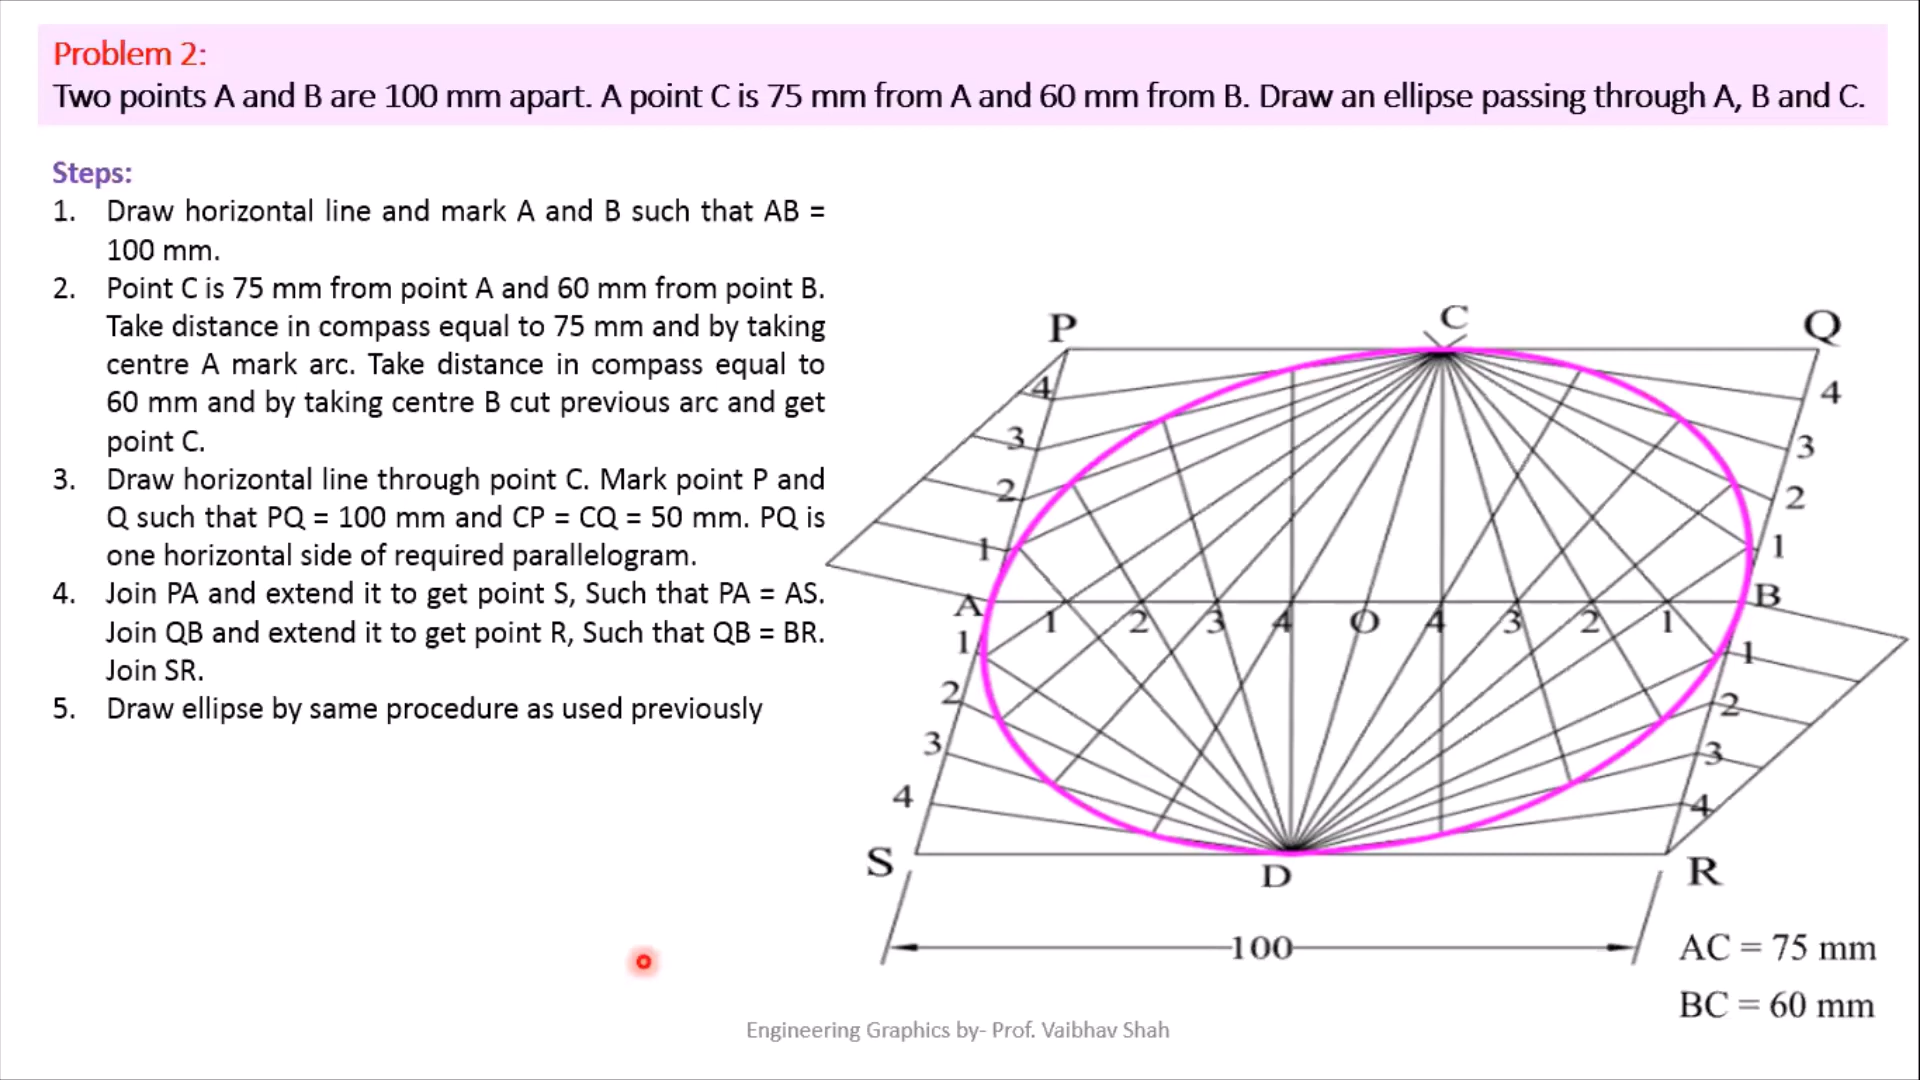 Problem 2:
Two points A and B are 100 mm apart. A point C is 75 mm from A and 60 mm from B. Draw an ellipse passing through A, B and C.
Steps:
1. Draw horizontal line and mark A and B such that AB =
100 mm.
2. Point C is 75 mm from point A and 60 mm from point B.
Take distance in compass equal to 75 mm and by taking
centre A mark arc. Take distance in compass equal to
60 mm and by taking centre B cut previous arc and get
point C.
3. Draw horizontal line through point C. Mark point P and
Q such that PQ = 100 mm and CP = CQ = 50 mm. PQ is
one horizontal side of required parallelogram.
4. Join PA and extend it to get point S, Such that PA = AS.
Join QB and extend it to get point R, Such that QB = BR.
Join SR.
5. Draw ellipse by same procedure as used previously
P C Q
4 4
3 3
2 2
1 1
A B
1 2 3 4 O 4 3 2 1
1 1
2 2
3 3
4 4
S D R
100
AC = 75 mm
BC = 60 mm
Engineering Graphics by- Prof. Vaibhav Shah